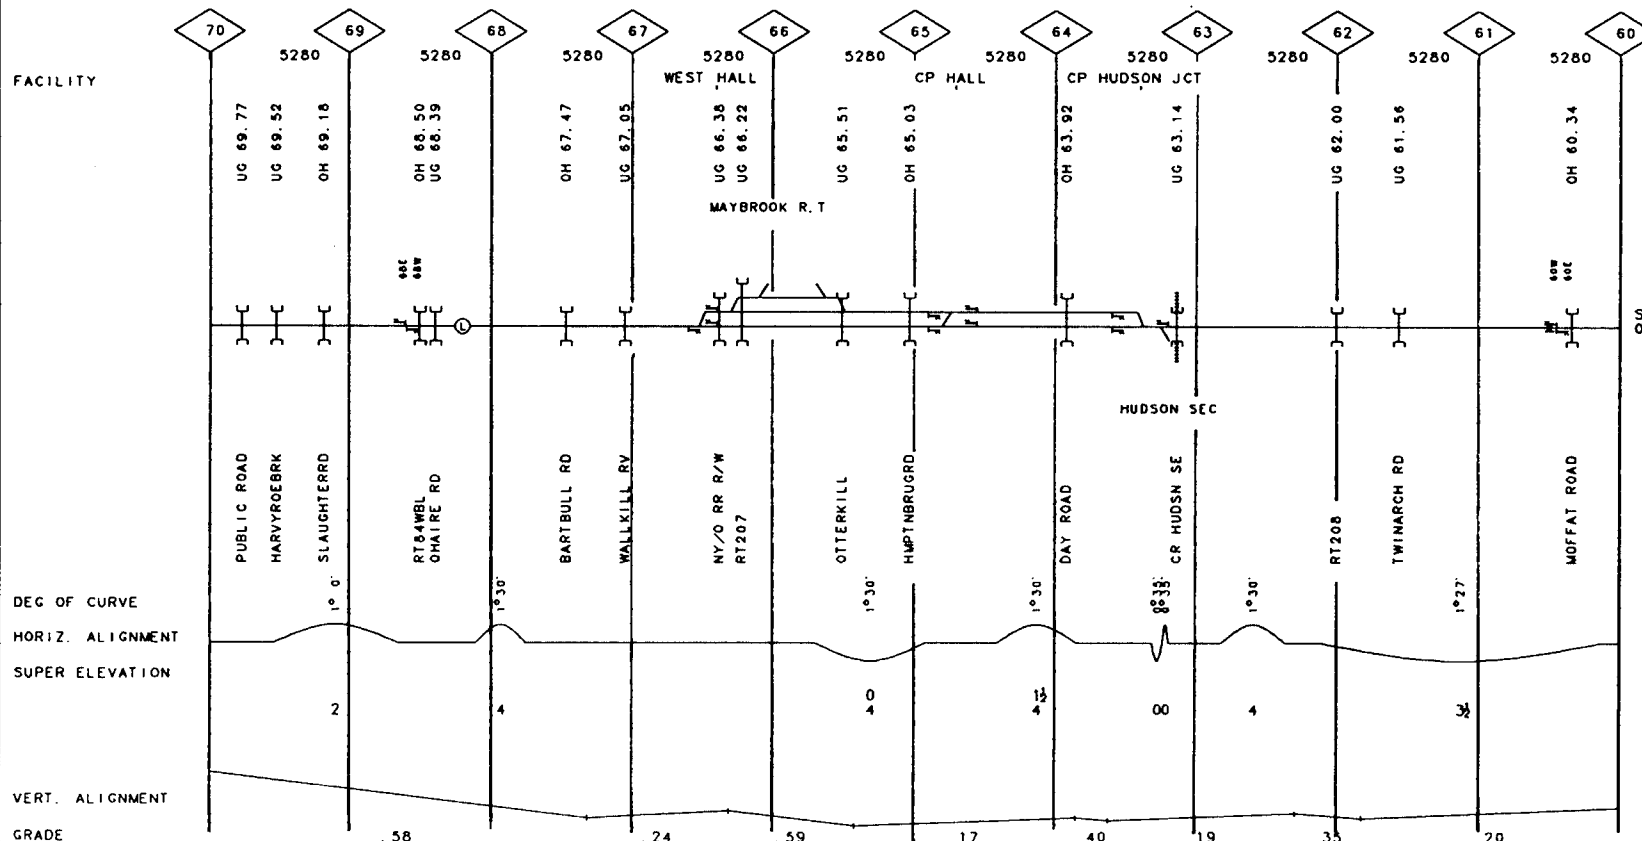 70 69 68 67 66 65 64 63 62 61 60
5280 5280 5280 5280 5280 5280 5280 5280 5280 5280
FACILITY
WEST HALL CP HALL CP HUDSON JCT
UG 69.77
UG 69.52
OH 69.18
OH 68.50
UG 68.39
OH 67.47
UG 67.05
UG 66.38
UG 66.22
UG 65.51
OH 65.03
OH 63.92
UG 63.14
UG 62.00
UG 61.56
OH 60.34
MAYBROOK R.T
68E
68W
60W
60E
L
HUDSON SEC
PUBLIC ROAD
HARVYROEBRK
SLAUGHTERRD
RT84WBL
OHAIRE RD
BARTBULL RD
WALLKILL RV
NY/O RR R/W
RT207
OTTERKILL
HMPTNBRUGRD
DAY ROAD
CR HUDSN SE
RT208
TWINARCH RD
MOFFAT ROAD
DEG OF CURVE
1° 0' 1°30' 1°30' 1°30' 1°30' 1°27'
HORIZ. ALIGNMENT
SUPER ELEVATION
0 1½
2 4 4 4 00 4 3½
VERT. ALIGNMENT
GRADE .58 .24 .59 .17 .40 .19 .35 .20